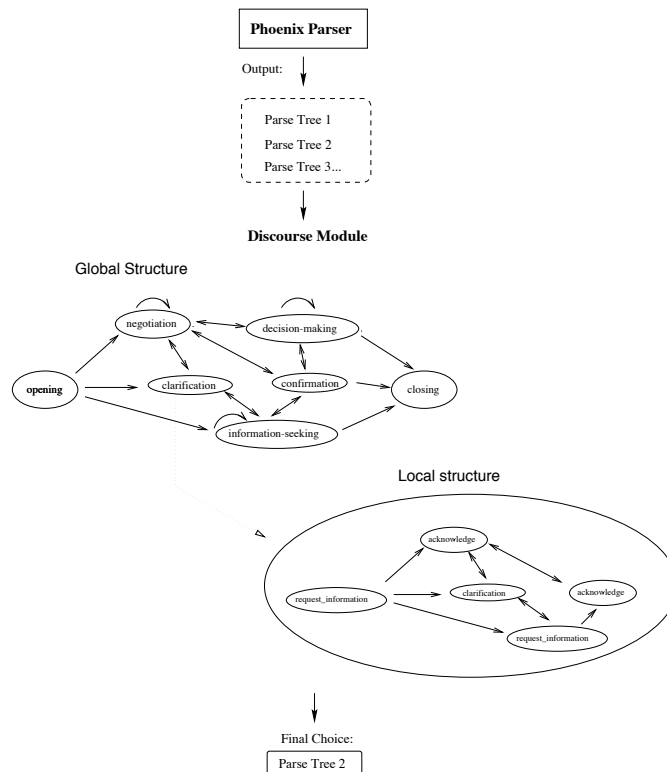 Phoenix Parser
Output:
Parse Tree 1
Parse Tree 2
Parse Tree 3...
Discourse Module
Global Structure
negotiation
decision-making
opening
clarification
confirmation
closing
information-seeking
Local structure
acknowledge
request_information
clarification
acknowledge
request_information
Final Choice:
Parse Tree 2